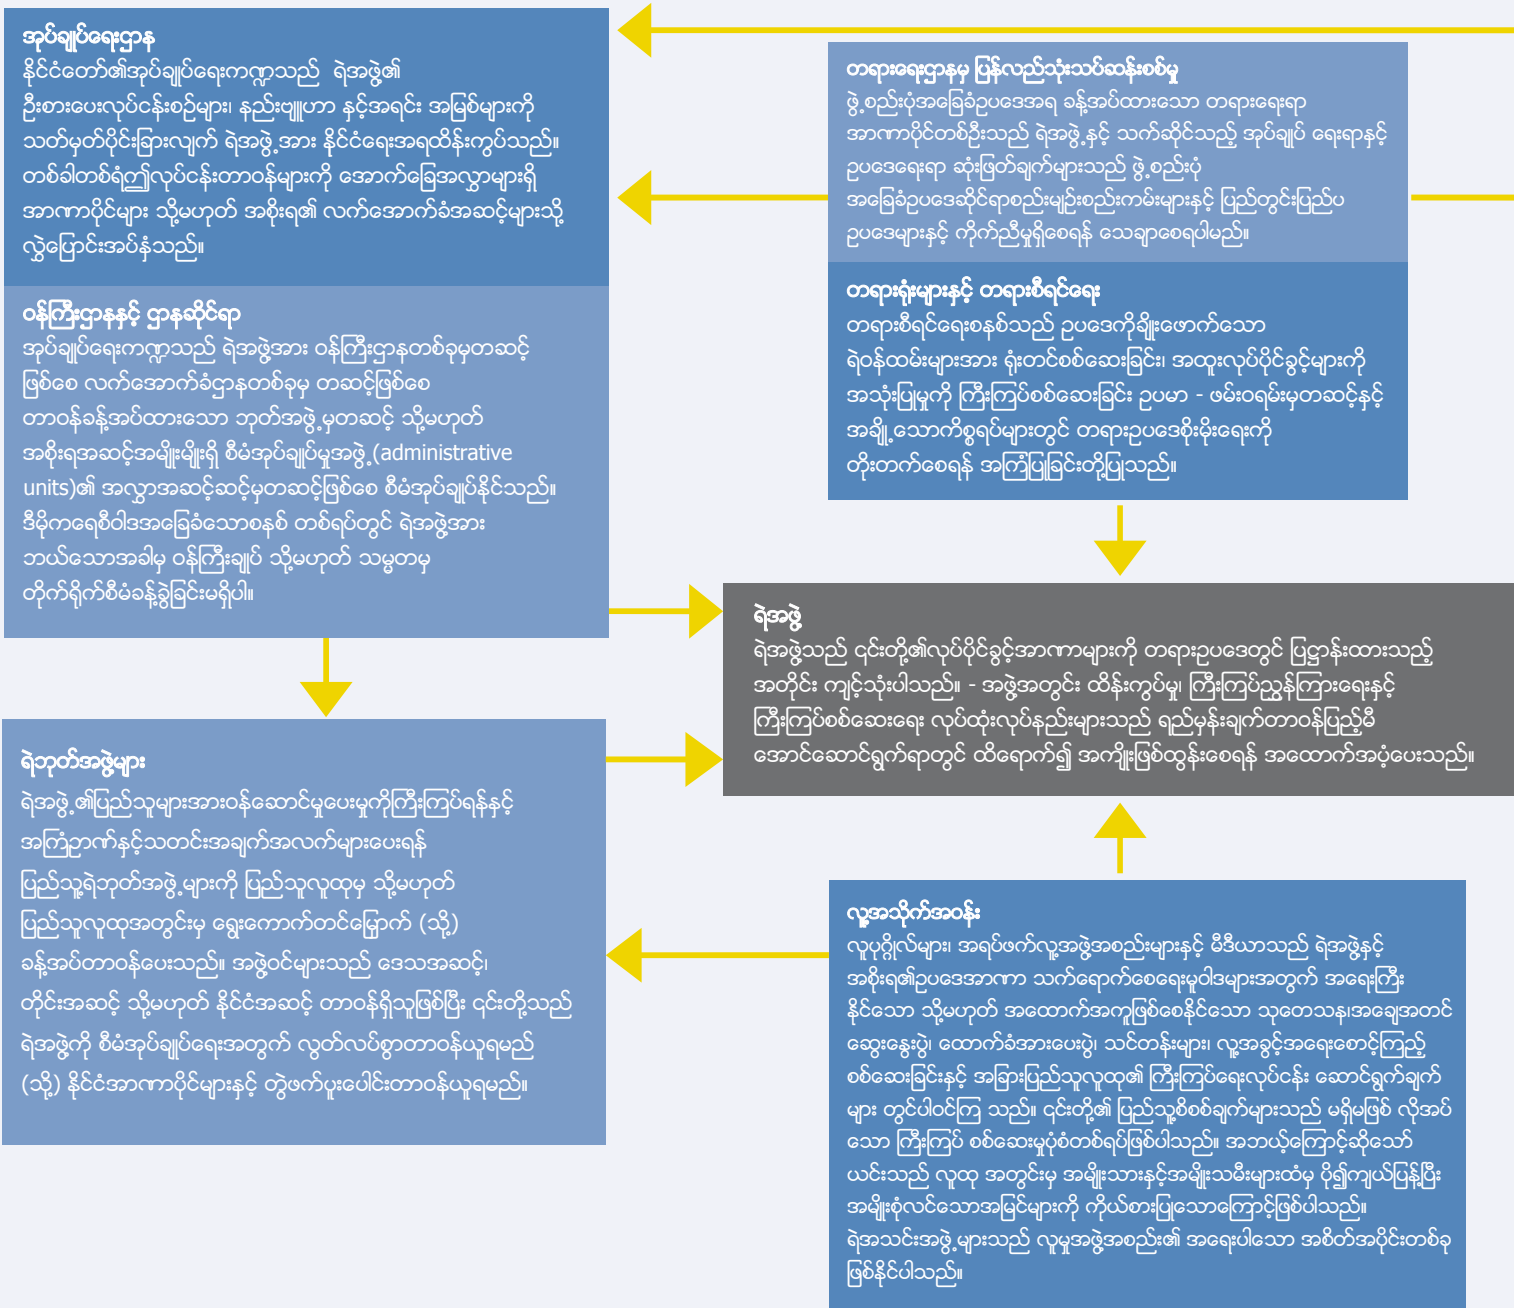 အုပ်ချုပ်ရေးဌာန
နိုင်ငံတော်၏အုပ်ချုပ်ရေးကဏ္ဍသည် ရဲအဖွဲ့၏
ဦးစားပေးလုပ်ငန်းစဉ်များ၊ နည်းဗျူဟာ နှင့်အရင်း အမြစ်များကို
သတ်မှတ်ပိုင်းခြားလျက် ရဲအဖွဲ့အား နိုင်ငံရေးအရထိန်းကွပ်သည်။
တစ်ခါတစ်ရံဤလုပ်ငန်းတာဝန်များကို အောက်ခြေအလွှာများရှိ
အာဏာပိုင်များ သို့မဟုတ် အစိုးရ၏ လက်အောက်ခံအဆင့်များသို့
လွှဲပြောင်းအပ်နှံသည်။
ဝန်ကြီးဌာနနှင့် ဌာနဆိုင်ရာ
အုပ်ချုပ်ရေးကဏ္ဍသည် ရဲအဖွဲ့အား ဝန်ကြီးဌာနတစ်ခုမှတဆင့်
ဖြစ်စေ လက်အောက်ခံဌာနတစ်ခုမှ တဆင့်ဖြစ်စေ
တာဝန်ခန့်အပ်ထားသော ဘုတ်အဖွဲ့မှတဆင့် သို့မဟုတ်
အစိုးရအဆင့်အမျိုးမျိုးရှိ စီမံအုပ်ချုပ်မှုအဖွဲ့ (administrative
units)၏ အလွှာအဆင့်ဆင့်မှတဆင့်ဖြစ်စေ စီမံအုပ်ချုပ်နိုင်သည်။
ဒီမိုကရေစီဝါဒအခြေခံသောစနစ် တစ်ရပ်တွင် ရဲအဖွဲ့အား
ဘယ်သောအခါမှ ဝန်ကြီးချုပ် သို့မဟုတ် သမ္မတမှ
တိုက်ရိုက်စီမံခန့်ခွဲခြင်းမရှိပါ။
ရဲဘုတ်အဖွဲ့များ
ရဲအဖွဲ့၏ပြည်သူများအားဝန်ဆောင်မှုပေးမှုကိုကြီးကြပ်ရန်နှင့်
အကြံဉာဏ်နှင့်သတင်းအချက်အလက်များပေးရန်
ပြည်သူ့ရဲဘုတ်အဖွဲ့များကို ပြည်သူလူထုမှ သို့မဟုတ်
ပြည်သူလူထုအတွင်းမှ ရွေးကောက်တင်မြှောက် (သို့)
ခန့်အပ်တာဝန်ပေးသည်။ အဖွဲ့ဝင်များသည် ဒေသအဆင့်၊
တိုင်းအဆင့် သို့မဟုတ် နိုင်ငံအဆင့် တာဝန်ရှိသူဖြစ်ပြီး ၎င်းတို့သည်
ရဲအဖွဲ့ကို စီမံအုပ်ချုပ်ရေးအတွက် လွတ်လပ်စွာတာဝန်ယူရမည်
(သို့) နိုင်ငံအာဏာပိုင်များနှင့် တွဲဖက်ပူးပေါင်းတာဝန်ယူရမည်။
တရားရေးဌာနမှ ပြန်လည်သုံးသပ်ဆန်းစစ်မှု
ဖွဲ့စည်းပုံအခြေခံဥပဒေအရ ခန့်အပ်ထားသော တရားရေးရာ
အာဏာပိုင်တစ်ဦးသည် ရဲအဖွဲ့နှင့် သက်ဆိုင်သည့် အုပ်ချုပ် ရေးရာနှင့်
ဥပဒေရေးရာ ဆုံးဖြတ်ချက်များသည် ဖွဲ့စည်းပုံ
အခြေခံဥပဒေဆိုင်ရာစည်းမျဉ်းစည်းကမ်းများနှင့် ပြည်တွင်းပြည်ပ
ဥပဒေများနှင့် ကိုက်ညီမှုရှိစေရန် သေချာစေရပါမည်။
တရားရုံးများနှင့် တရားစီရင်ရေး
တရားစီရင်ရေးစနစ်သည် ဥပဒေကိုချိုးဖောက်သော
ရဲဝန်ထမ်းများအား ရုံးတင်စစ်ဆေးခြင်း၊ အထူးလုပ်ပိုင်ခွင့်များကို
အသုံးပြုမှုကို ကြီးကြပ်စစ်ဆေးခြင်း ဥပမာ - ဖမ်းဝရမ်းမှတဆင့်နှင့်
အချို့သောကိစ္စရပ်များတွင် တရားဥပဒေစိုးမိုးရေးကို
တိုးတက်စေရန် အကြံပြုခြင်းတို့ပြုသည်။
ရဲအဖွဲ့
ရဲအဖွဲ့သည် ၎င်းတို့၏လုပ်ပိုင်ခွင့်အာဏာများကို တရားဥပဒေတွင် ပြဋ္ဌာန်းထားသည့်
အတိုင်း ကျင့်သုံးပါသည်။ - အဖွဲ့အတွင်း ထိန်းကွပ်မှု၊ ကြီးကြပ်ညွှန်ကြားရေးနှင့်
ကြီးကြပ်စစ်ဆေးရေး လုပ်ထုံးလုပ်နည်းများသည် ရည်မှန်းချက်တာဝန်ပြည့်မီ
အောင်ဆောင်ရွက်ရာတွင် ထိရောက်၍ အကျိုးဖြစ်ထွန်းစေရန် အထောက်အပံ့ပေးသည်။
လူ့အသိုက်အဝန်း
လူပုဂ္ဂိုလ်များ၊ အရပ်ဖက်လူ့အဖွဲ့အစည်းများနှင့် မီဒီယာသည် ရဲအဖွဲ့နှင့်
အစိုးရ၏ဥပဒေအာဏာ သက်ရောက်စေရေးမူဝါဒများအတွက် အရေးကြီး
နိုင်သော သို့မဟုတ် အထောက်အကူဖြစ်စေနိုင်သော သုတေသန၊အချေအတင်
ဆွေးနွေးပွဲ၊ ထောက်ခံအားပေးပွဲ၊ သင်တန်းများ၊ လူ့အခွင့်အရေးစောင့်ကြည့်
စစ်ဆေးခြင်းနှင့် အခြားပြည်သူလူထု၏ ကြီးကြပ်ရေးလုပ်ငန်း ဆောင်ရွက်ချက်
များ တွင်ပါဝင်ကြ သည်။ ၎င်းတို့၏ ပြည်သူ့စိစစ်ချက်များသည် မရှိမဖြစ် လိုအပ်
သော ကြီးကြပ် စစ်ဆေးမှုပုံစံတစ်ရပ်ဖြစ်ပါသည်။ အဘယ့်ကြောင့်ဆိုသော်
ယင်းသည် လူထု အတွင်းမှ အမျိုးသားနှင့်အမျိုးသမီးများထံမှ ပို၍ကျယ်ပြန့်ပြီး
အမျိုးစုံလင်သောအမြင်များကို ကိုယ်စားပြုသောကြောင့်ဖြစ်ပါသည်။
ရဲအသင်းအဖွဲ့များသည် လူမှုအဖွဲ့အစည်း၏ အရေးပါသော အစိတ်အပိုင်းတစ်ခု
ဖြစ်နိုင်ပါသည်။